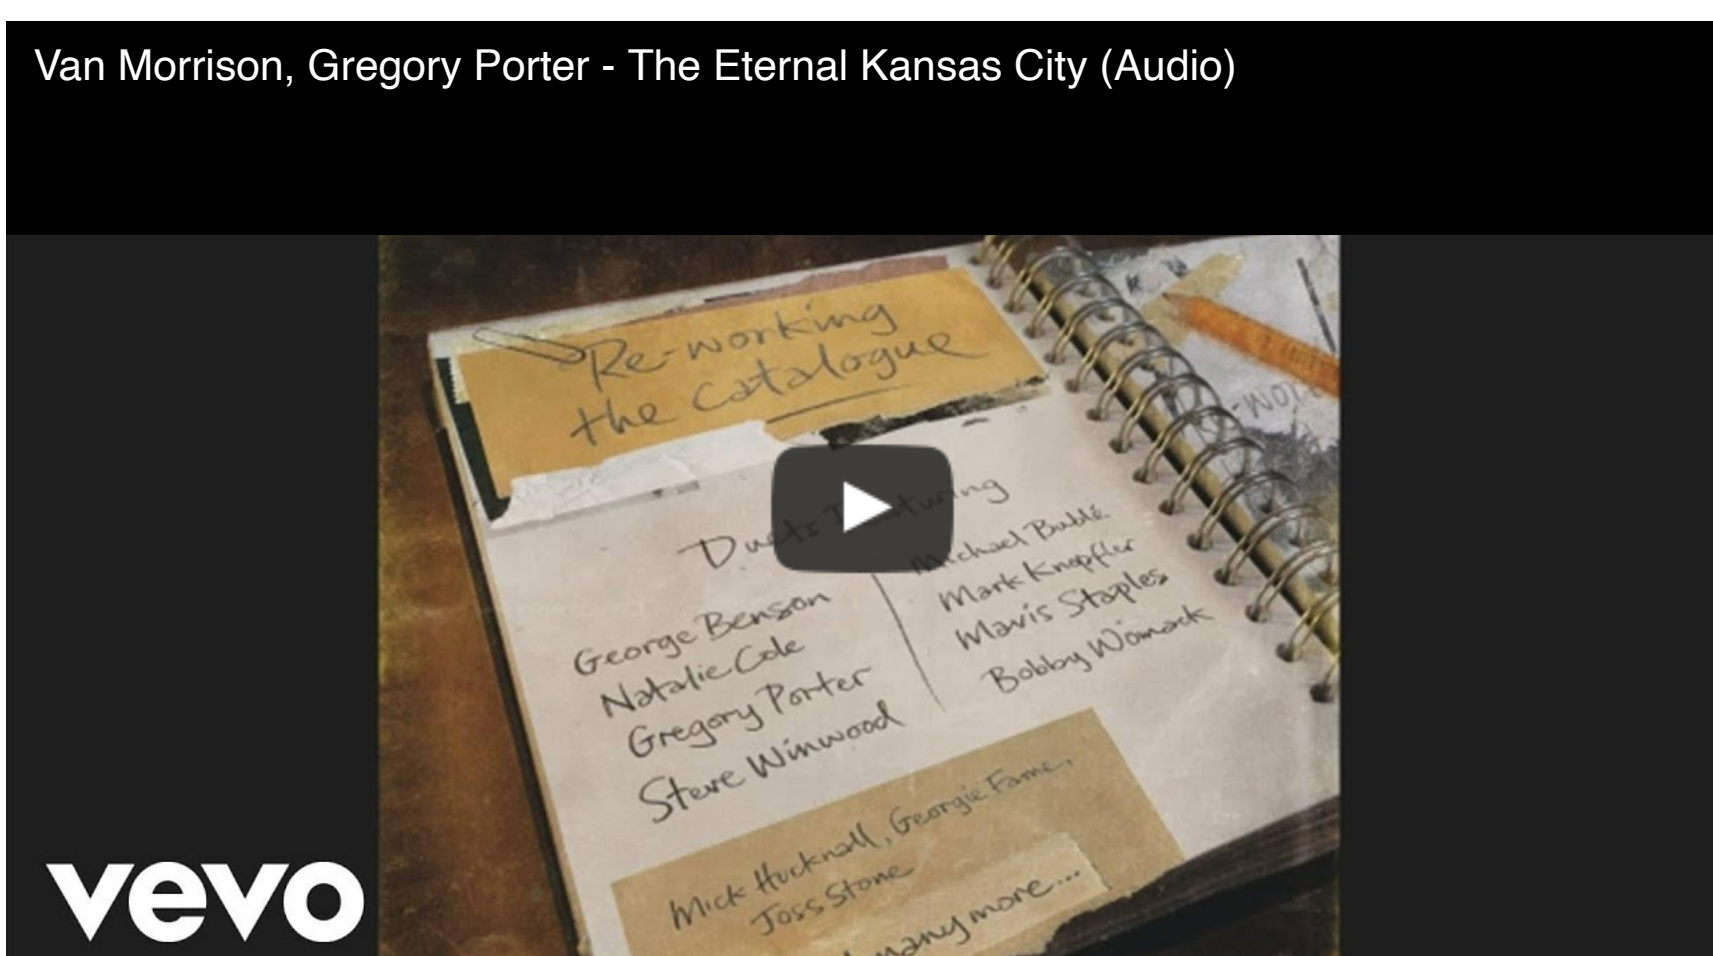 Van Morrison, Gregory Porter - The Eternal Kansas City (Audio)
Re-working
the catalogue
Duets Featuring
George Benson
Natalie Cole
Gregory Porter
Steve Winwood
Michael Bublé
Mark Knopfler
Mavis Staples
Bobby Womack
Mick Hucknall, Georgie Fame,
Joss Stone
many more...
vevo